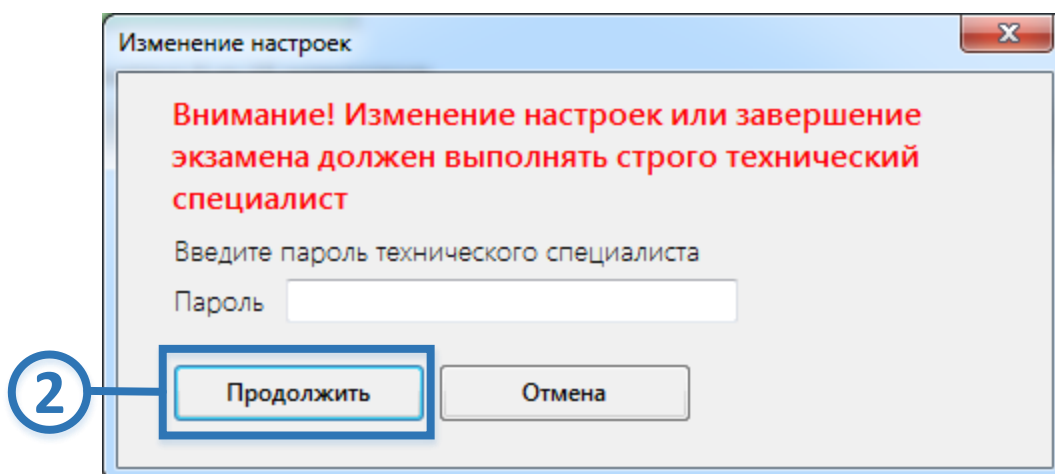 Изменение настроек
Внимание! Изменение настроек или завершение
экзамена должен выполнять строго технический
специалист
Введите пароль технического специалиста
Пароль
2
Продолжить
Отмена